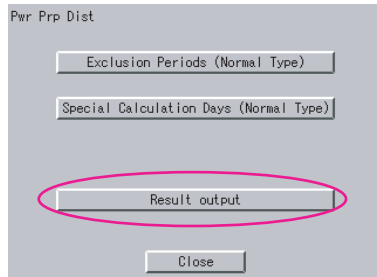 Pwr Prp Dist
Exclusion Periods (Normal Type)
Special Calculation Days (Normal Type)
Result output
Close